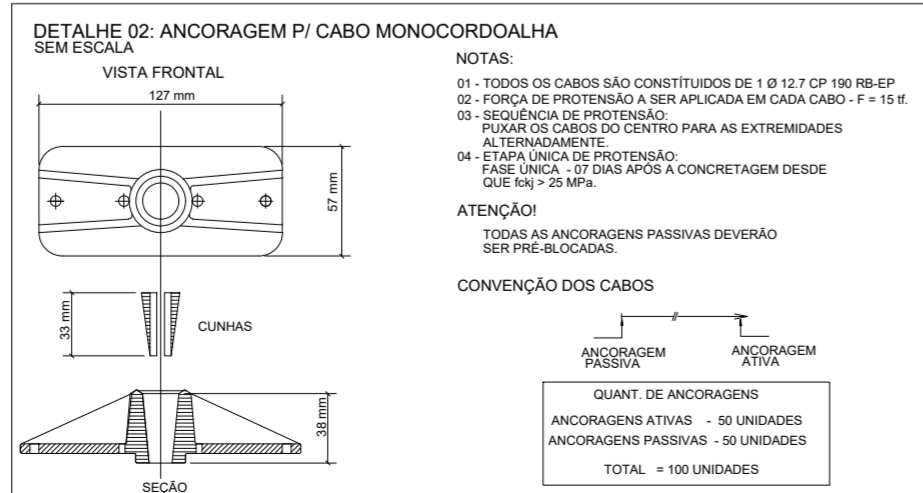 DETALHE 02: ANCORAGEM P/ CABO MONOCORDOALHA
SEM ESCALA
VISTA FRONTAL
127 mm
57 mm
33 mm
CUNHAS
38 mm
SEÇÃO
NOTAS:
01 - TODOS OS CABOS SÃO CONSTÍTUIDOS DE 1 Ø 12.7 CP 190 RB-EP
02 - FORÇA DE PROTENSÃO A SER APLICADA EM CADA CABO - F = 15 tf.
03 - SEQUÊNCIA DE PROTENSÃO:
PUXAR OS CABOS DO CENTRO PARA AS EXTREMIDADES
ALTERNADAMENTE.
04 - ETAPA ÚNICA DE PROTENSÃO:
FASE ÚNICA - 07 DIAS APÓS A CONCRETAGEM DESDE
QUE fckj > 25 MPa.
ATENÇÃO!
TODAS AS ANCORAGENS PASSIVAS DEVERÃO
SER PRÉ-BLOCADAS.
CONVENÇÃO DOS CABOS
ANCORAGEM
PASSIVA
ANCORAGEM
ATIVA
QUANT. DE ANCORAGENS
ANCORAGENS ATIVAS - 50 UNIDADES
ANCORAGENS PASSIVAS - 50 UNIDADES
TOTAL = 100 UNIDADES